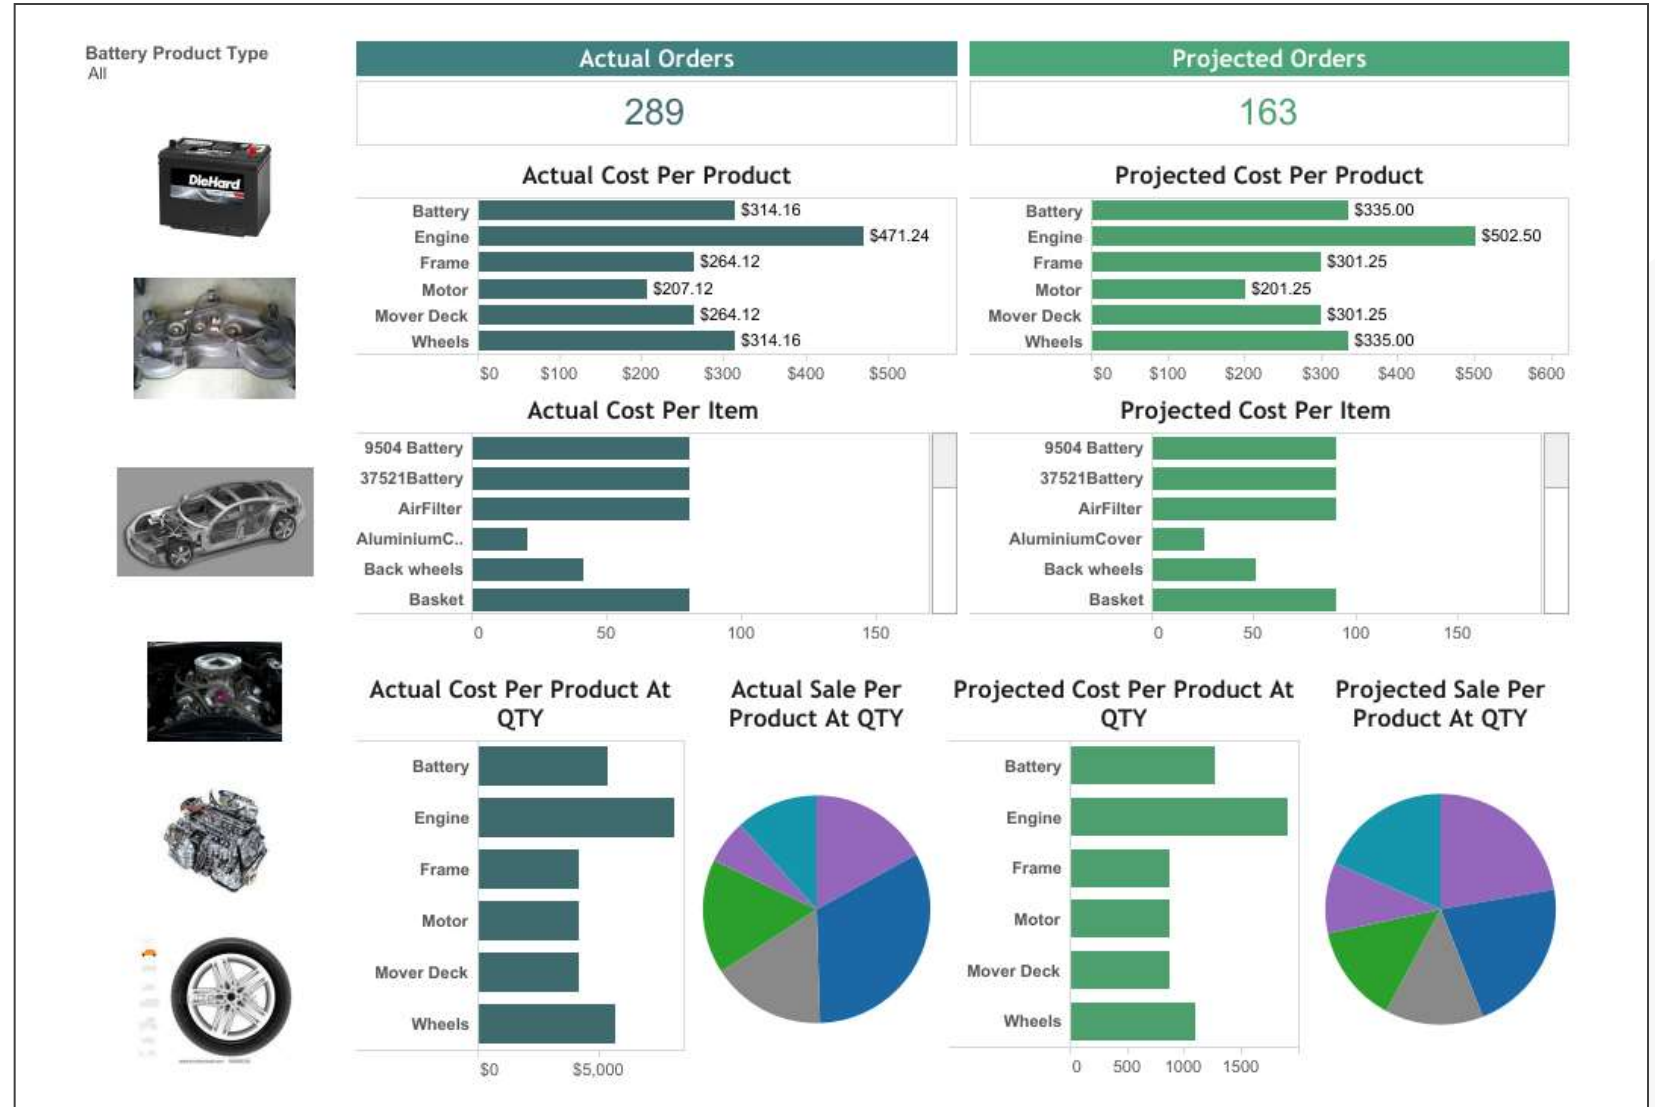 Battery Product Type
All
DieHard
Actual Orders
289
Projected Orders
163
Actual Cost Per Product
Battery $314.16
Engine $471.24
Frame $264.12
Motor $207.12
Mover Deck $264.12
Wheels $314.16
$0 $100 $200 $300 $400 $500
Projected Cost Per Product
Battery $335.00
Engine $502.50
Frame $301.25
Motor $201.25
Mover Deck $301.25
Wheels $335.00
$0 $100 $200 $300 $400 $500 $600
Actual Cost Per Item
9504 Battery
37521Battery
AirFilter
AluminiumC..
Back wheels
Basket
0 50 100 150
Projected Cost Per Item
9504 Battery
37521Battery
AirFilter
AluminiumCover
Back wheels
Basket
0 50 100 150
Actual Cost Per Product At
QTY
Battery
Engine
Frame
Motor
Mover Deck
Wheels
$0 $5,000
Actual Sale Per
Product At QTY
Projected Cost Per Product At
QTY
Battery
Engine
Frame
Motor
Mover Deck
Wheels
0 500 1000 1500
Projected Sale Per
Product At QTY